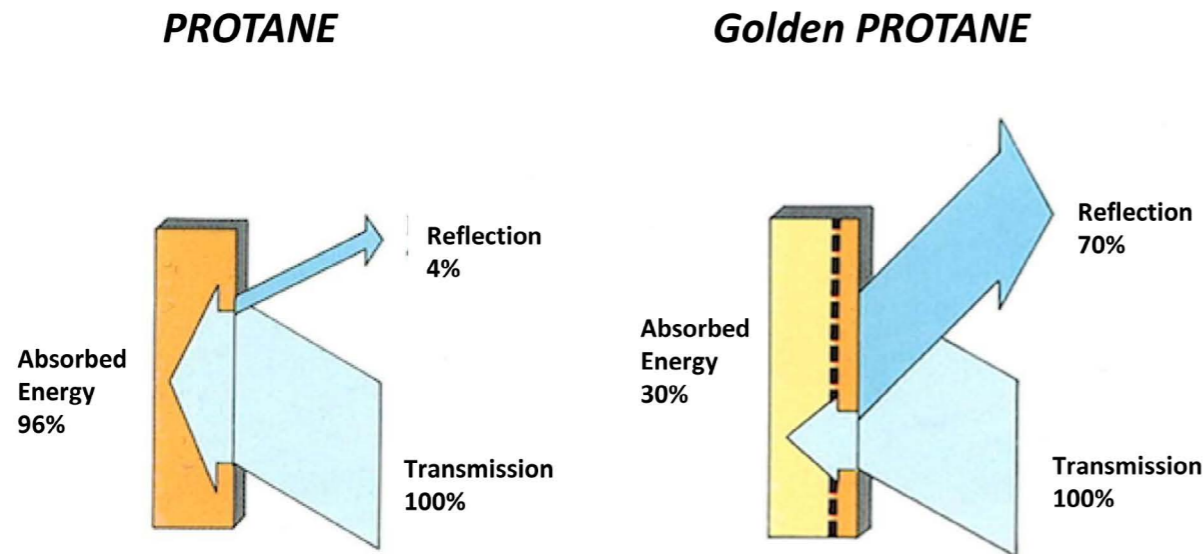 PROTANE
Reflection
4%
Absorbed
Energy
96%
Transmission
100%
Golden PROTANE
Reflection
70%
Absorbed
Energy
30%
Transmission
100%